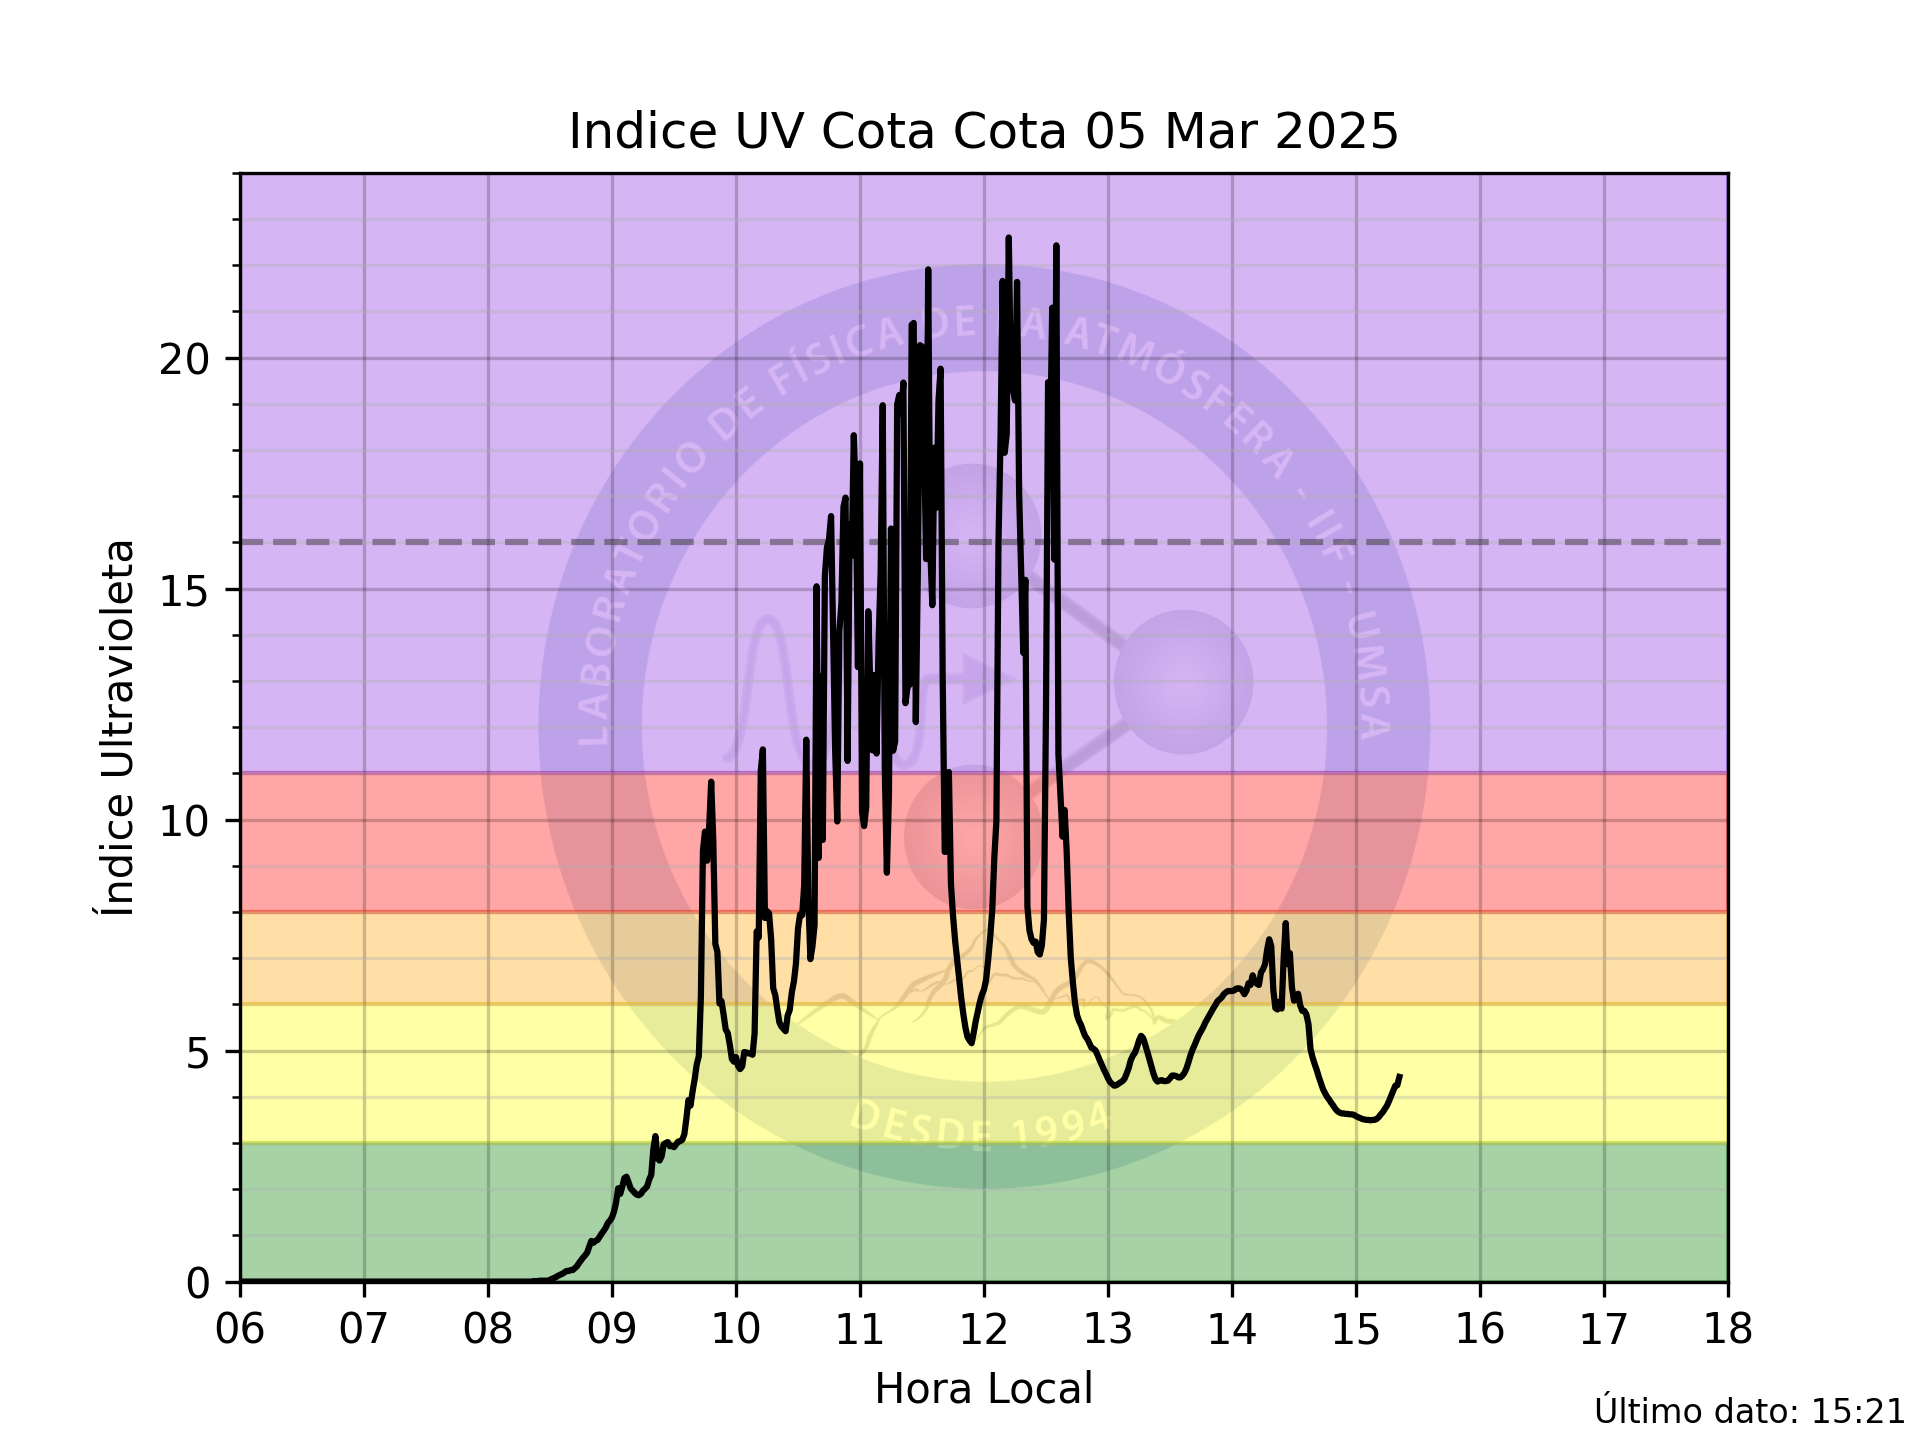 Indice UV Cota Cota 05 Mar 2025
Índice Ultravioleta
20
15
10
5
0
LABORATORIO DE FÍSICA DE LA ATMÓSFERA - IIF - UMSA
DESDE 1994
06 07 08 09 10 11 12 13 14 15 16 17 18
Hora Local
Último dato: 15:21